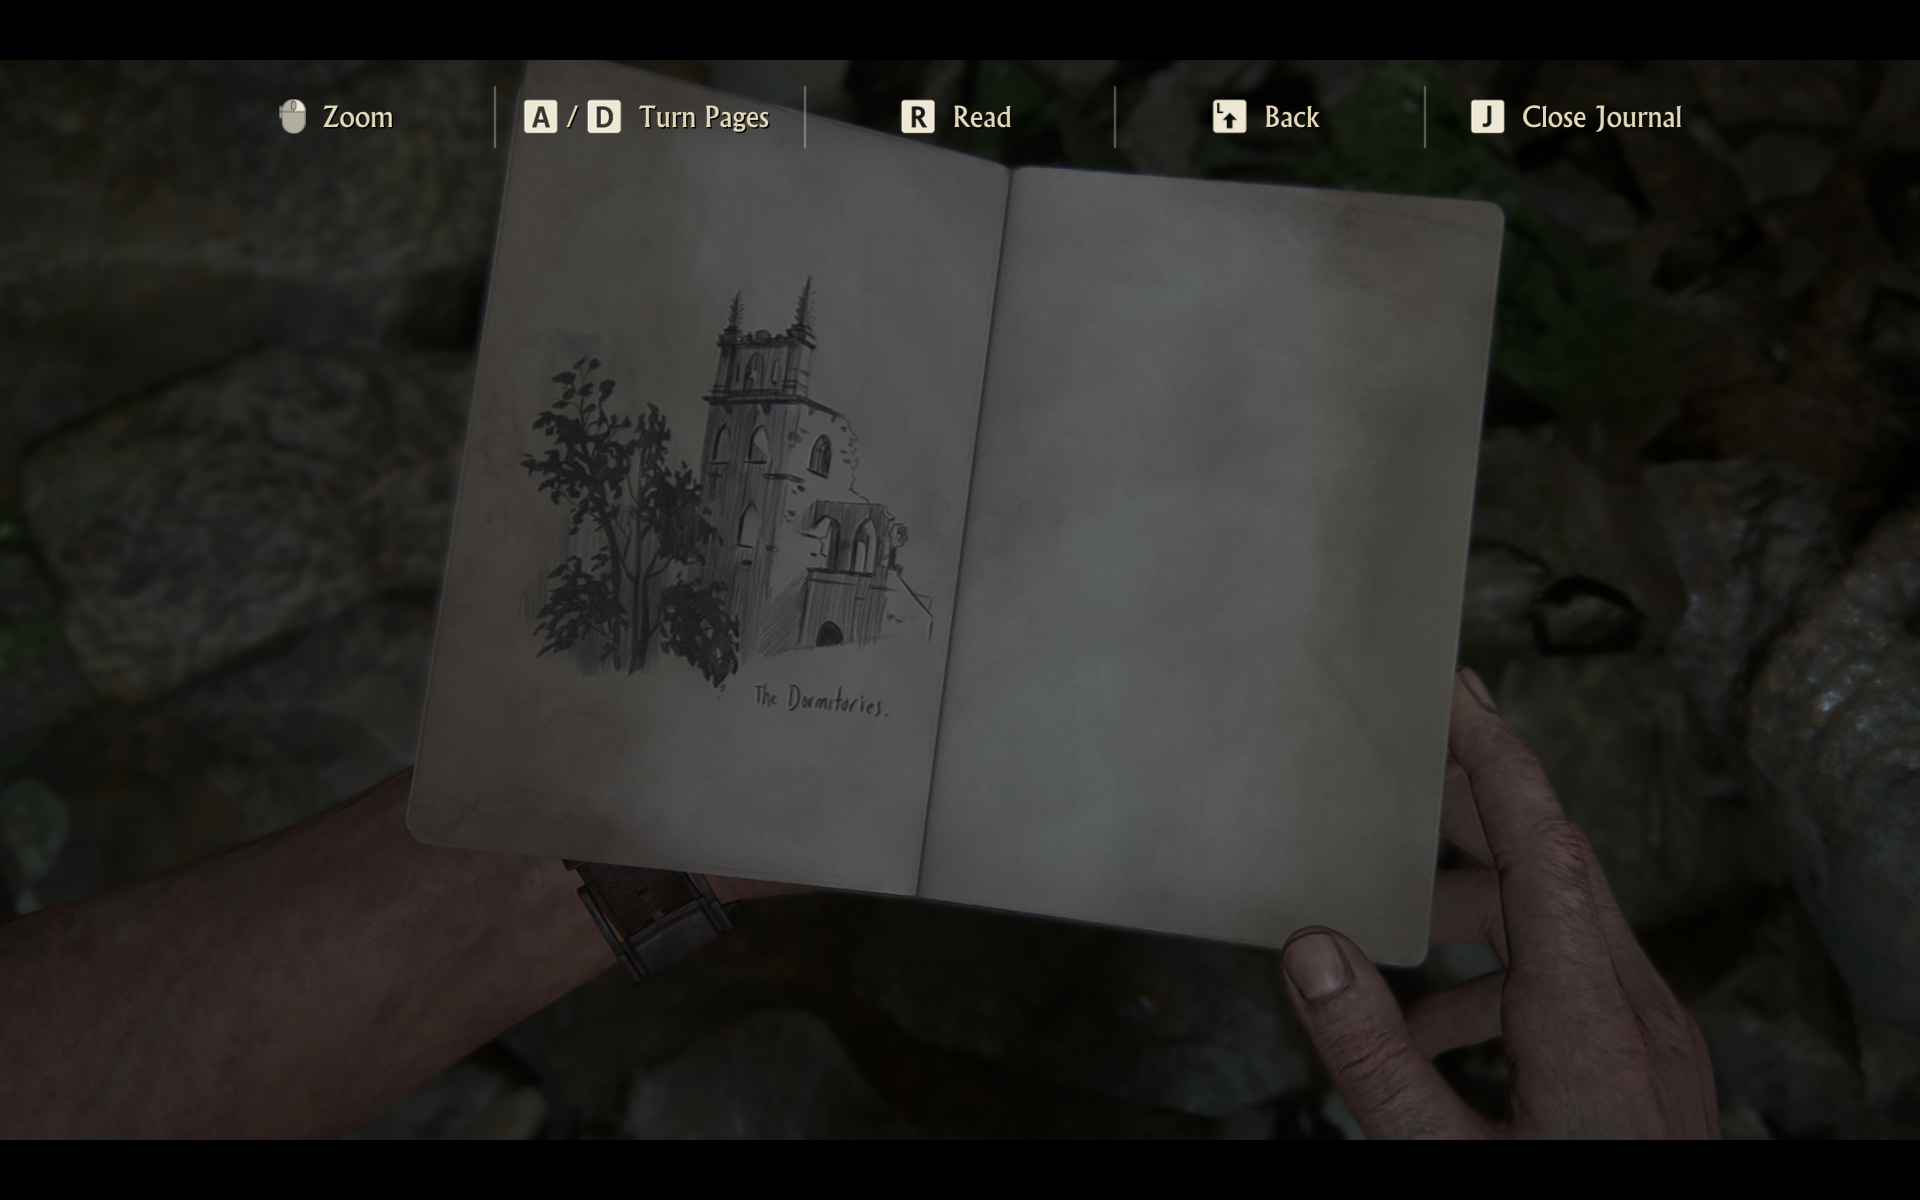 Zoom
A / D Turn Pages
R Read
L Back
J Close Journal
The Dormitories.